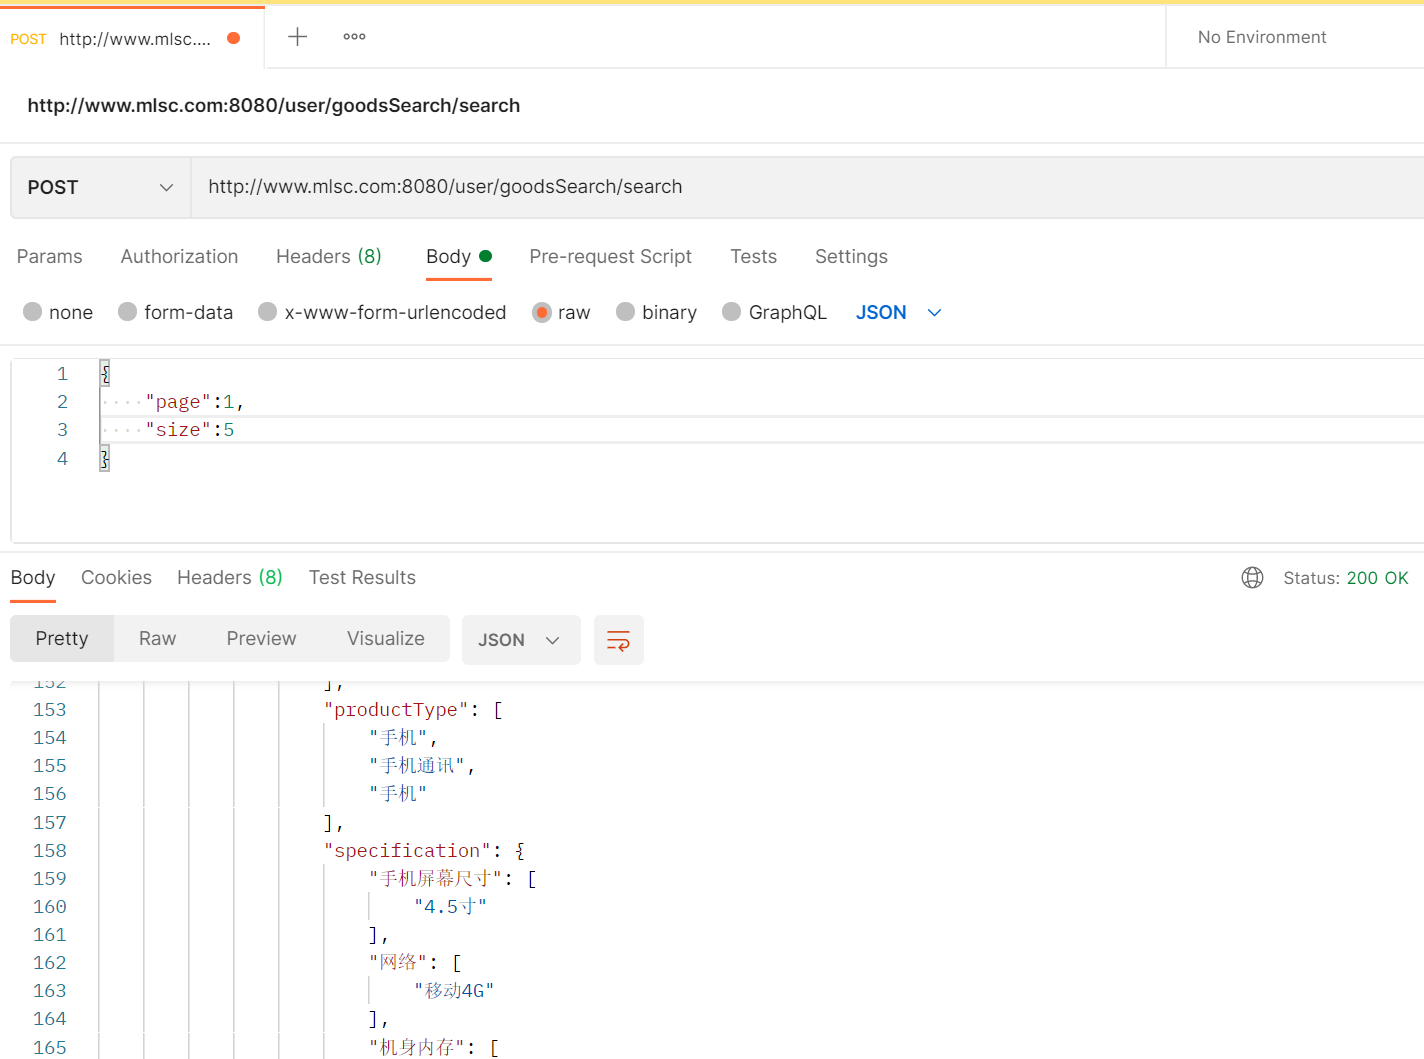 POST http://www.mlsc.... No Environment
http://www.mlsc.com:8080/user/goodsSearch/search
POST http://www.mlsc.com:8080/user/goodsSearch/search
Params Authorization Headers (8) Body Pre-request Script Tests Settings
none form-data x-www-form-urlencoded raw binary GraphQL JSON
1 {
2 "page":1,
3 "size":5
4 }
Body Cookies Headers (8) Test Results Status: 200 OK
Pretty Raw Preview Visualize JSON
152 ],
153 "productType": [
154 "手机",
155 "手机通讯",
156 "手机"
157 ],
158 "specification": {
159 "手机屏幕尺寸": [
160 "4.5寸"
161 ],
162 "网络": [
163 "移动4G"
164 ],
165 "机身内存": [